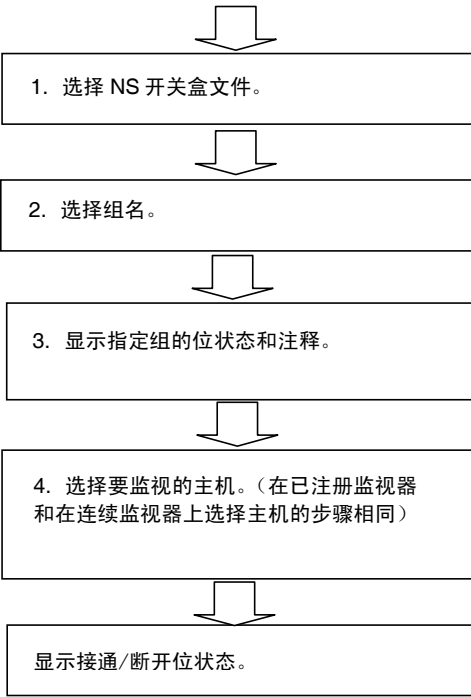 1. 选择 NS 开关盒文件。
2. 选择组名。
3. 显示指定组的位状态和注释。
4. 选择要监视的主机。（在已注册监视器
和在连续监视器上选择主机的步骤相同）
显示接通/断开位状态。